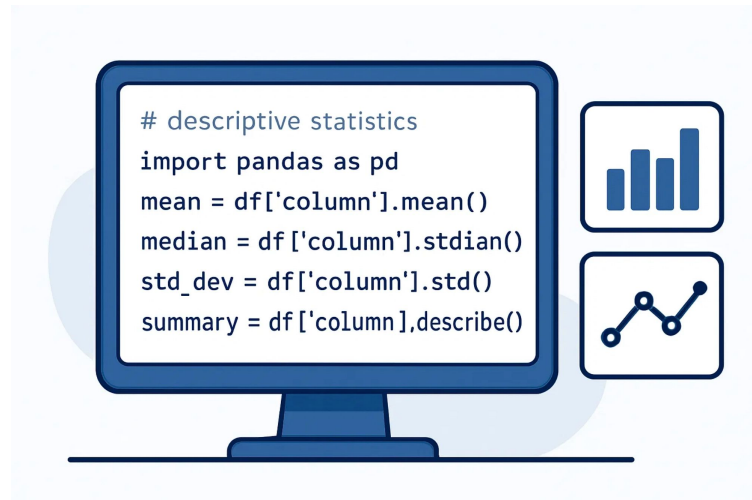 # descriptive statistics
import pandas as pd
mean = df['column'].mean()
median = df['column'].stdian()
std_dev = df['column'].std()
summary = df['column],describe()